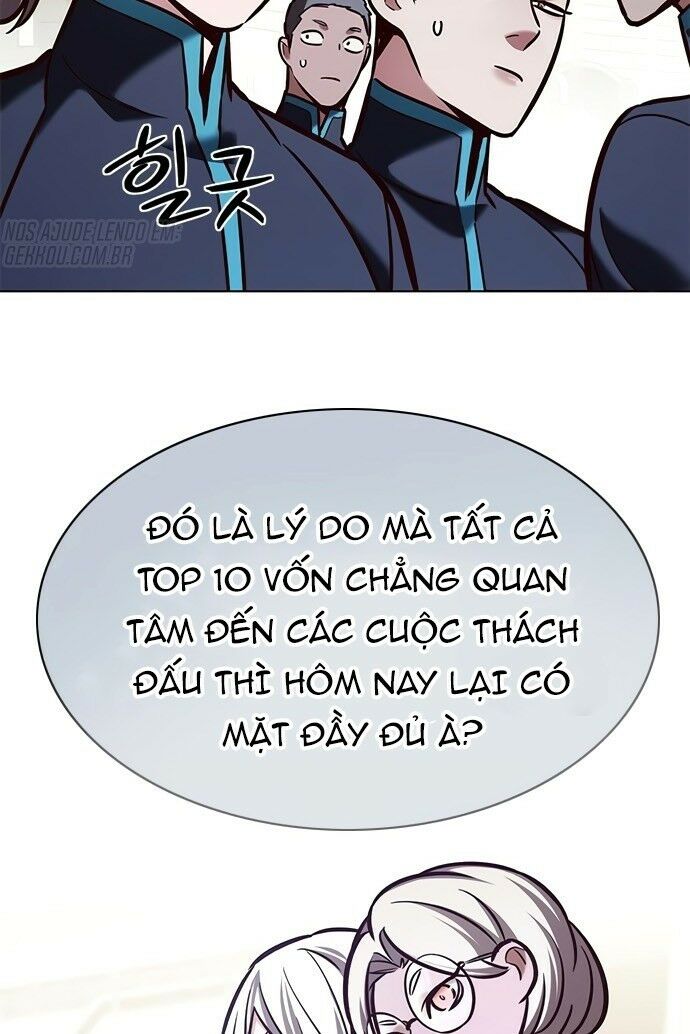 힐긋
NOS AJUDE LENDO EM:
GEKKOU.COM.BR
ĐÓ LÀ LÝ DO MÀ TẤT CẢ
TOP 10 VỐN CHẲNG QUAN
TÂM ĐẾN CÁC CUỘC THÁCH
ĐẤU THÌ HÔM NAY LẠI CÓ
MẶT ĐẦY ĐỦ À?